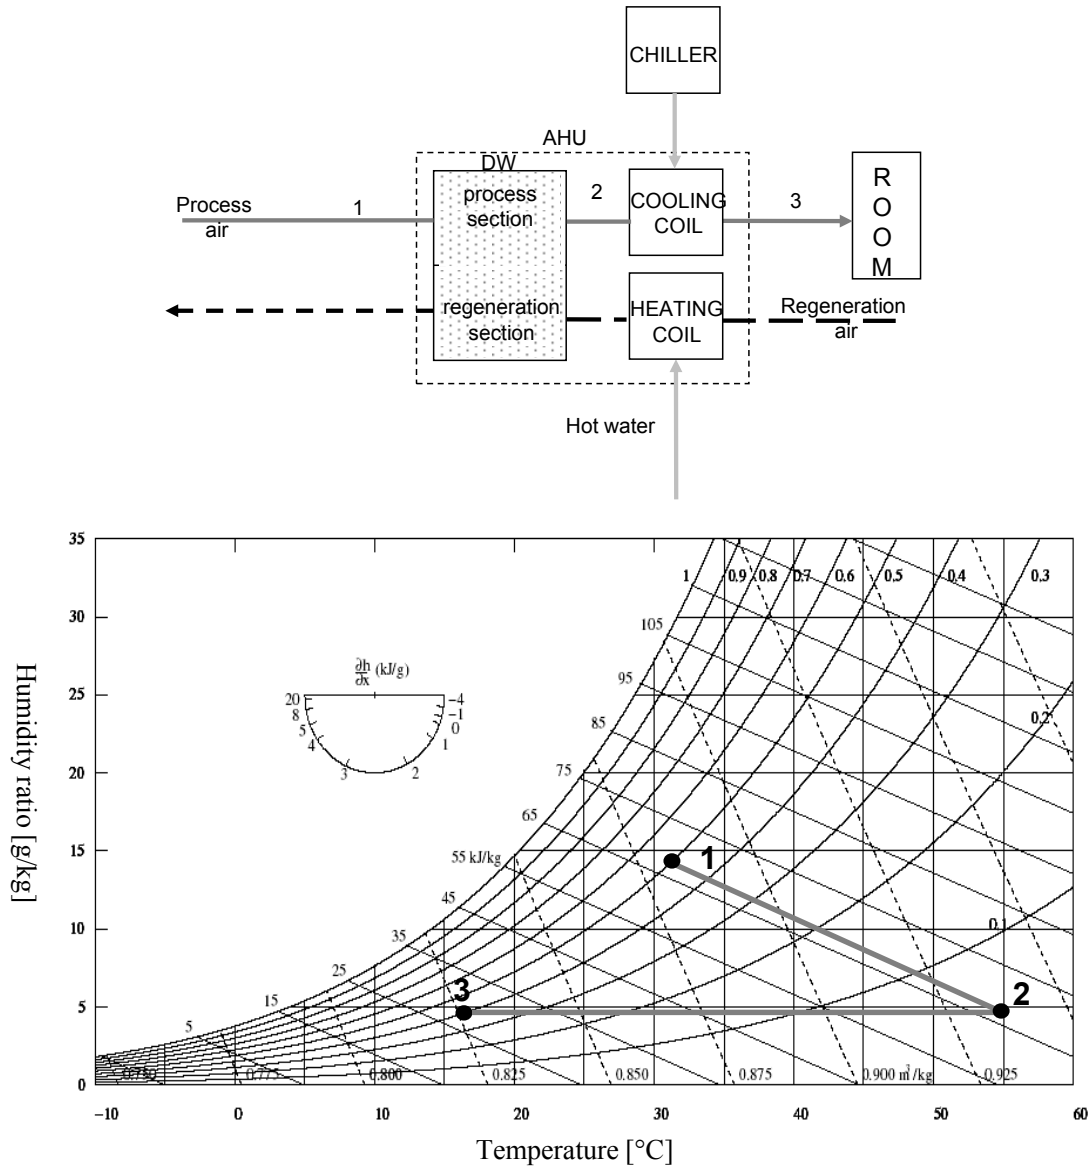 CHILLER
AHU
DW
Process
air
1
process
section
2
COOLING
COIL
3
R
O
O
M
regeneration
section
HEATING
COIL
Regeneration
air
Hot water
35
30
25
20
15
10
5
0
Humidity ratio [g/kg]
∂h
∂x
(kJ/g)
20
8
5
4
3
2
1
0
−1
−4
1
0.9
0.8
0.7
0.6
0.5
0.4
0.3
0.2
0.1
105
95
85
75
65
55 kJ/kg
45
35
25
15
5
1
2
3
0.750
0.775
0.800
0.825
0.850
0.875
0.900 m³/kg
0.925
−10
0
10
20
30
40
50
60
Temperature [°C]